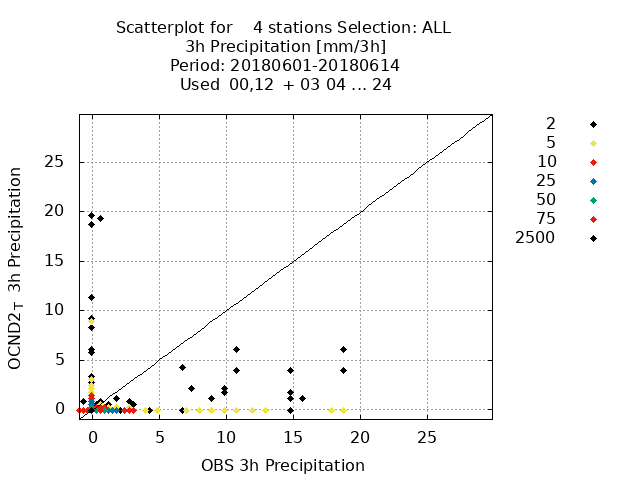 Scatterplot for    4 stations Selection: ALL
3h Precipitation [mm/3h]
Period: 20180601-20180614
Used  00,12  + 03 04 ... 24
2
5
10
25
50
75
2500
OCND2T  3h Precipitation
25
20
15
10
5
0
0 5 10 15 20 25
OBS 3h Precipitation